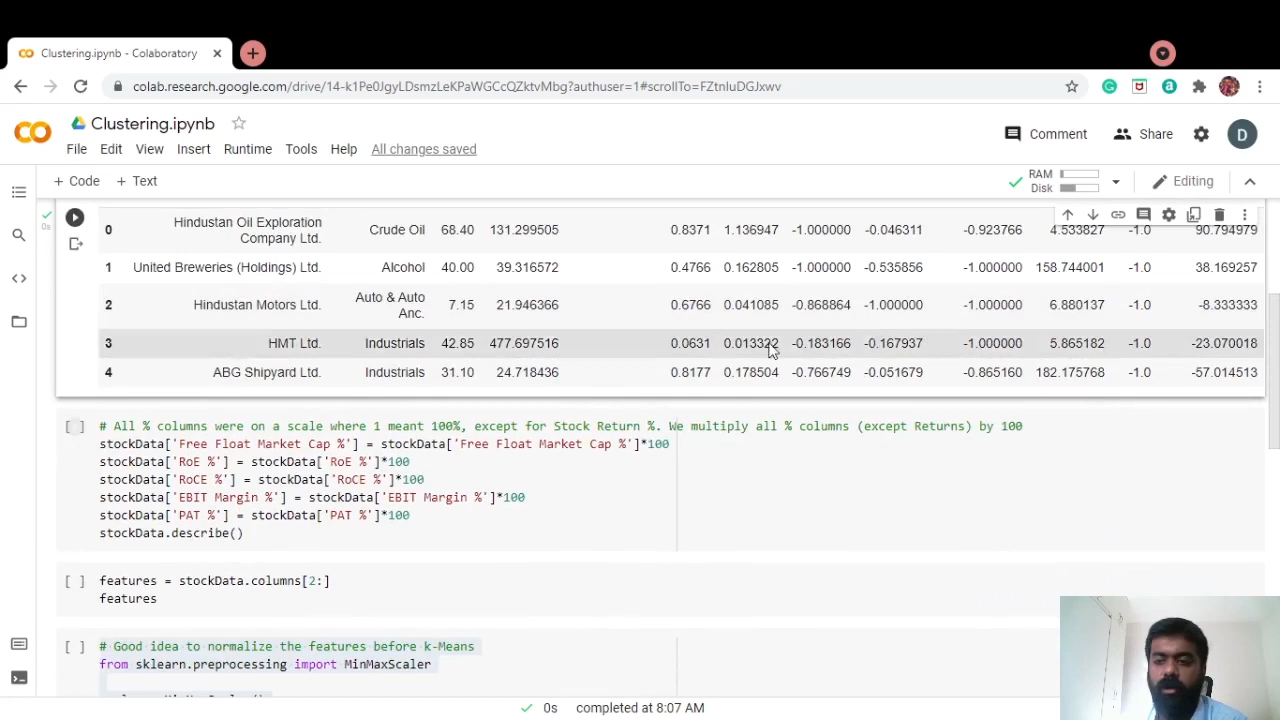 Clustering.ipynb - Colaboratory
colab.research.google.com/drive/14-k1Pe0JgyLDsmzLeKPbWGCcQZktvMbg?authuser=1#scrollTo=FZtnluDGJxwv
Clustering.ipynb
File Edit View Insert Runtime Tools Help All changes saved
Comment Share D
+ Code + Text
RAM
Disk
Editing
0s
0 Hindustan Oil Exploration Crude Oil 68.40 131.299505 0.8371 1.136947 -1.000000 -0.046311 -0.923766 4.533827 -1.0 90.794979
Company Ltd.
1 United Breweries (Holdings) Ltd. Alcohol 40.00 39.316572 0.4766 0.162805 -1.000000 -0.535856 -1.000000 158.744001 -1.0 38.169257
2 Hindustan Motors Ltd. Auto & Auto 7.15 21.946366 0.6766 0.041085 -0.868864 -1.000000 -1.000000 6.880137 -1.0 -8.333333
Anc.
3 HMT Ltd. Industrials 42.85 477.697516 0.0631 0.013322 -0.183166 -0.167937 -1.000000 5.865182 -1.0 -23.070018
4 ABG Shipyard Ltd. Industrials 31.10 24.718436 0.8177 0.178504 -0.766749 -0.051679 -0.865160 182.175768 -1.0 -57.014513
[ ] # All % columns were on a scale where 1 meant 100%, except for Stock Return %. We multiply all % columns (except Returns) by 100
stockData['Free Float Market Cap %'] = stockData['Free Float Market Cap %']*100
stockData['RoE %'] = stockData['RoE %']*100
stockData['RoCE %'] = stockData['RoCE %']*100
stockData['EBIT Margin %'] = stockData['EBIT Margin %']*100
stockData['PAT %'] = stockData['PAT %']*100
stockData.describe()
[ ] features = stockData.columns[2:]
features
[ ] # Good idea to normalize the features before k-Means
from sklearn.preprocessing import MinMaxScaler
0s completed at 8:07 AM